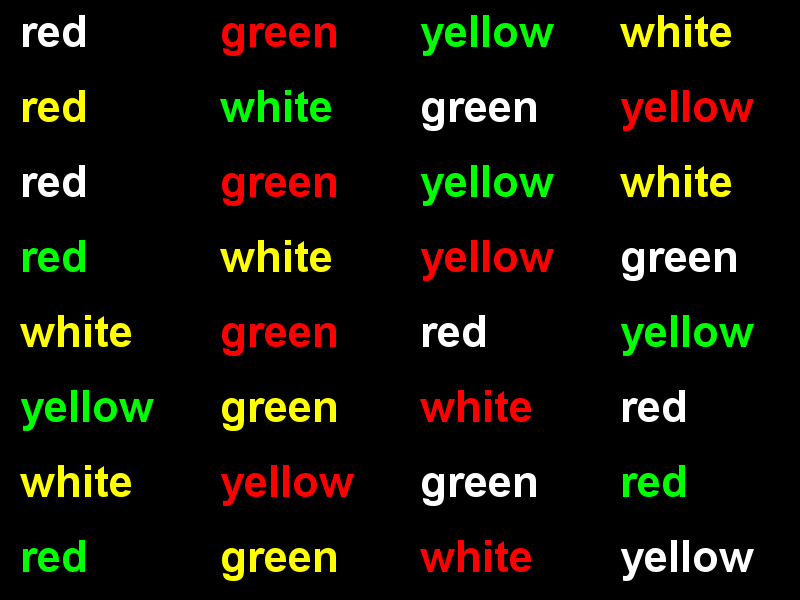 red green yellow white
red white green yellow
red green yellow white
red white yellow green
white green red yellow
yellow green white red
white yellow green red
red green white yellow